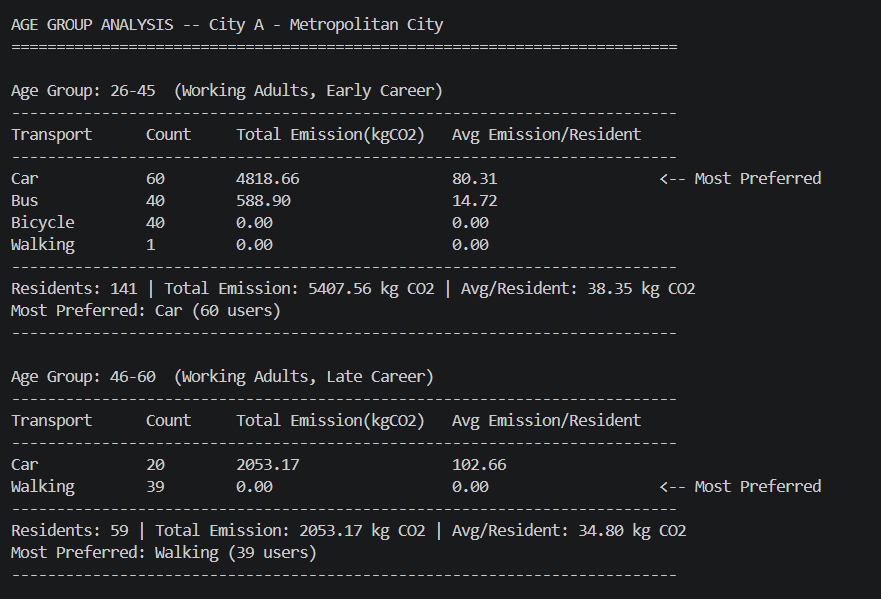 AGE GROUP ANALYSIS -- City A - Metropolitan City
==========================================================================
Age Group: 26-45  (Working Adults, Early Career)
--------------------------------------------------------------------------
Transport      Count     Total Emission(kgCO2)   Avg Emission/Resident
--------------------------------------------------------------------------
Car            60        4818.66                 80.31                  <-- Most Preferred
Bus            40        588.90                  14.72
Bicycle        40        0.00                    0.00
Walking        1         0.00                    0.00
--------------------------------------------------------------------------
Residents: 141 | Total Emission: 5407.56 kg CO2 | Avg/Resident: 38.35 kg CO2
Most Preferred: Car (60 users)
--------------------------------------------------------------------------
Age Group: 46-60  (Working Adults, Late Career)
--------------------------------------------------------------------------
Transport      Count     Total Emission(kgCO2)   Avg Emission/Resident
--------------------------------------------------------------------------
Car            20        2053.17                 102.66
Walking        39        0.00                    0.00                   <-- Most Preferred
--------------------------------------------------------------------------
Residents: 59 | Total Emission: 2053.17 kg CO2 | Avg/Resident: 34.80 kg CO2
Most Preferred: Walking (39 users)
--------------------------------------------------------------------------